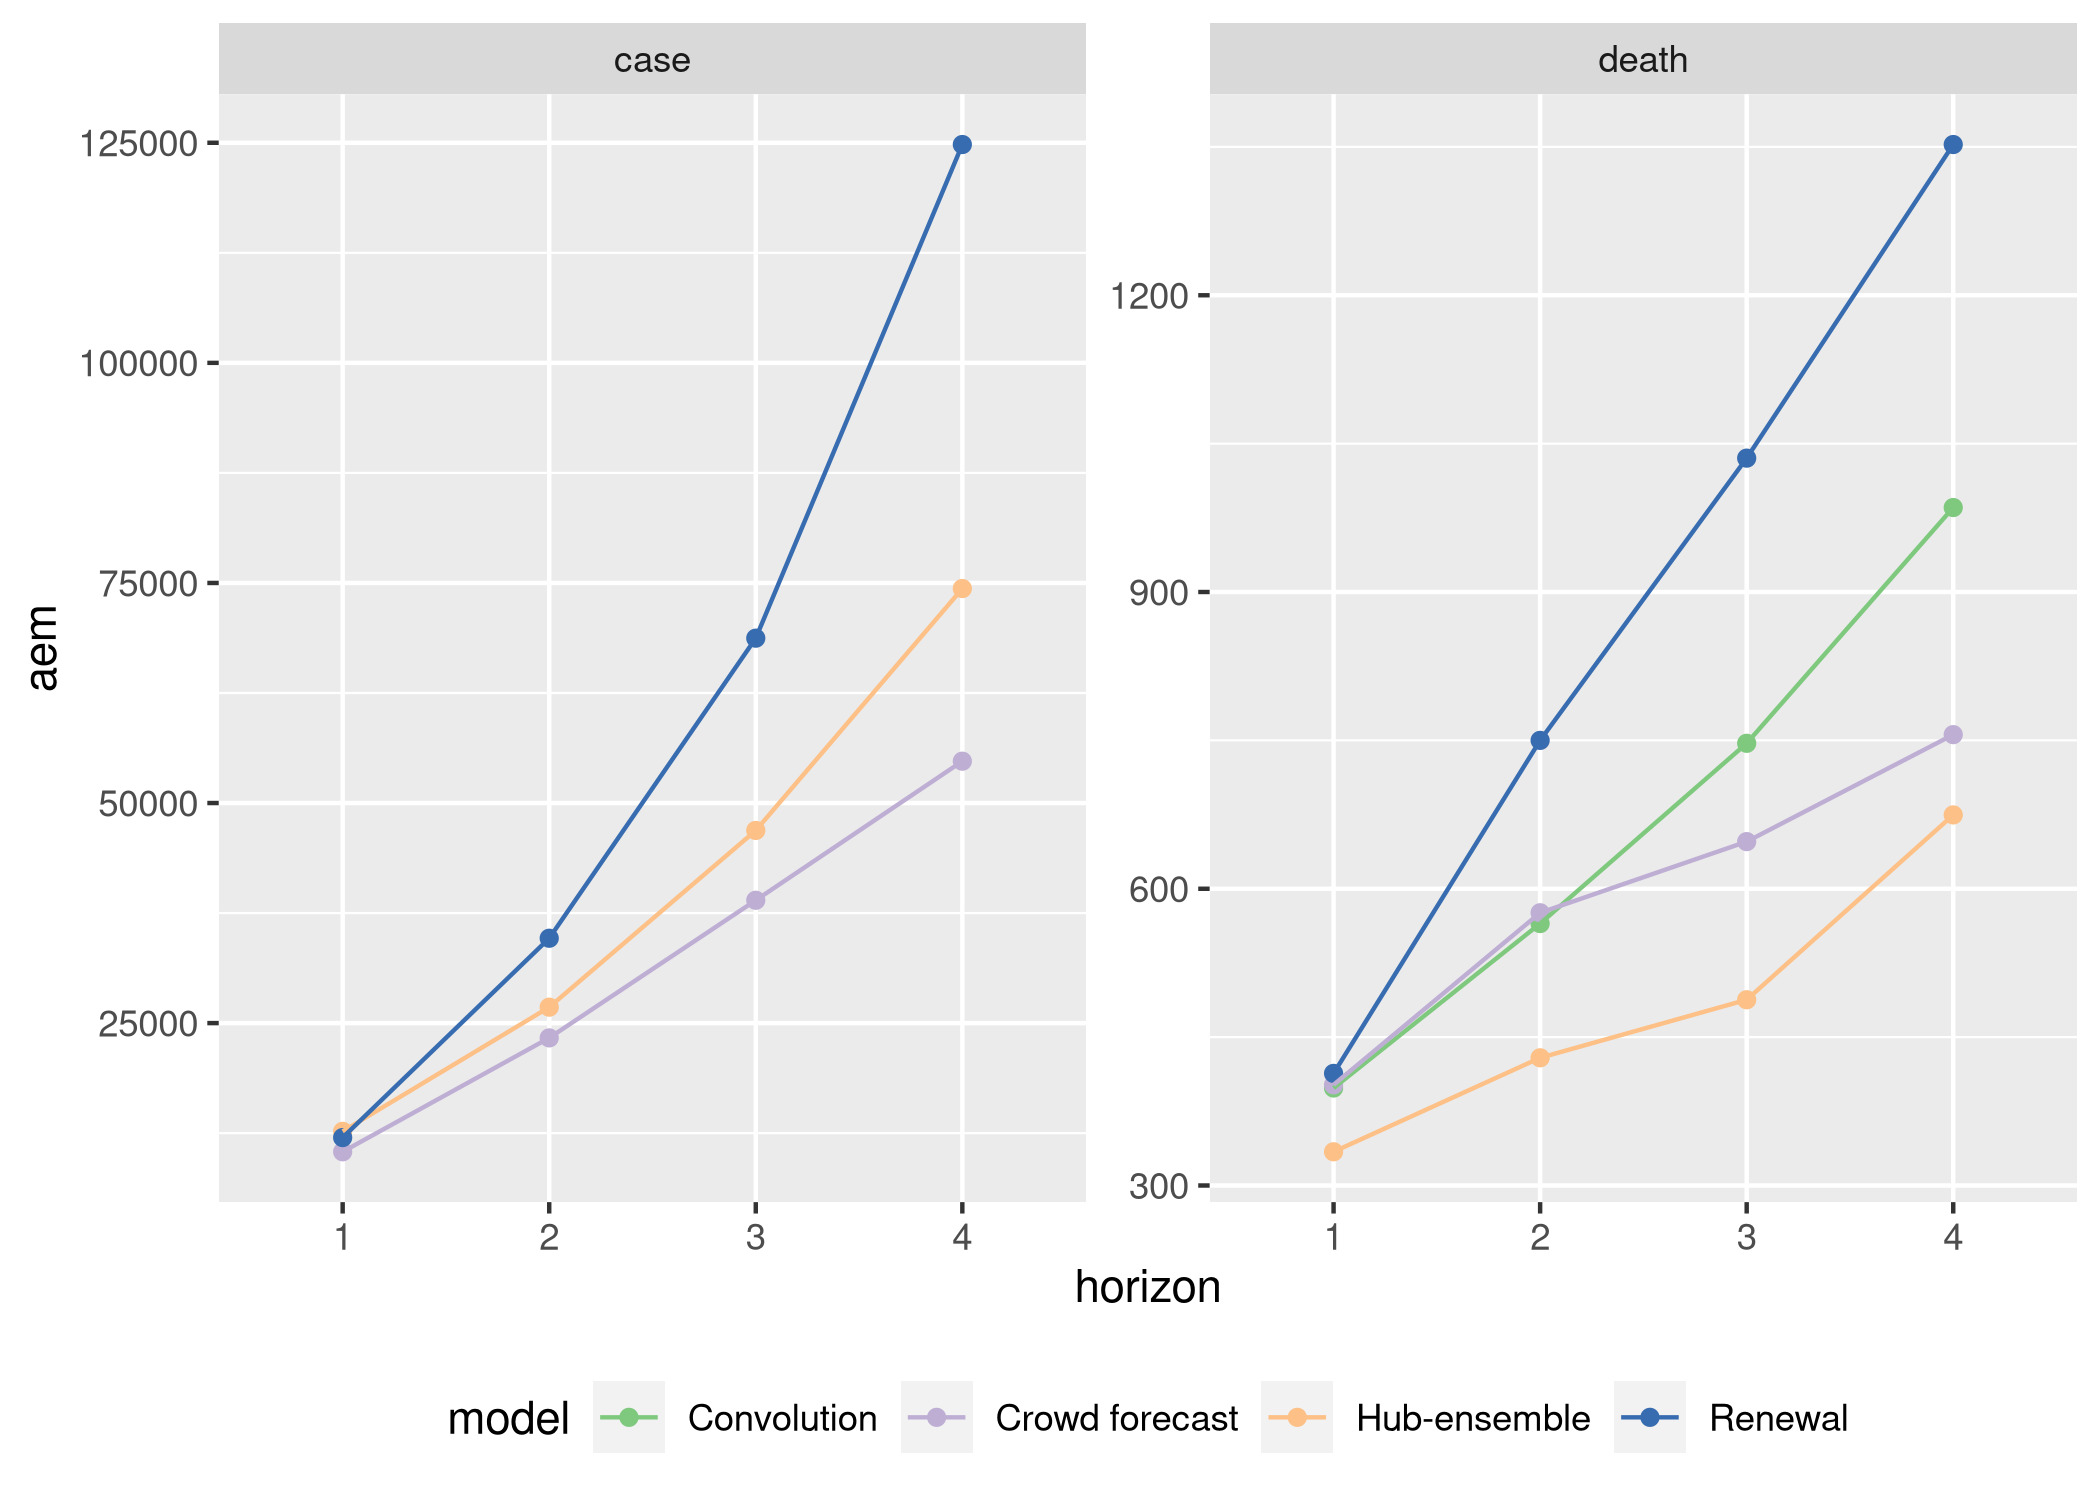 case
death
aem
125000
100000
75000
50000
25000
1200
900
600
300
1 2 3 4
1 2 3 4
horizon
model Convolution Crowd forecast Hub-ensemble Renewal